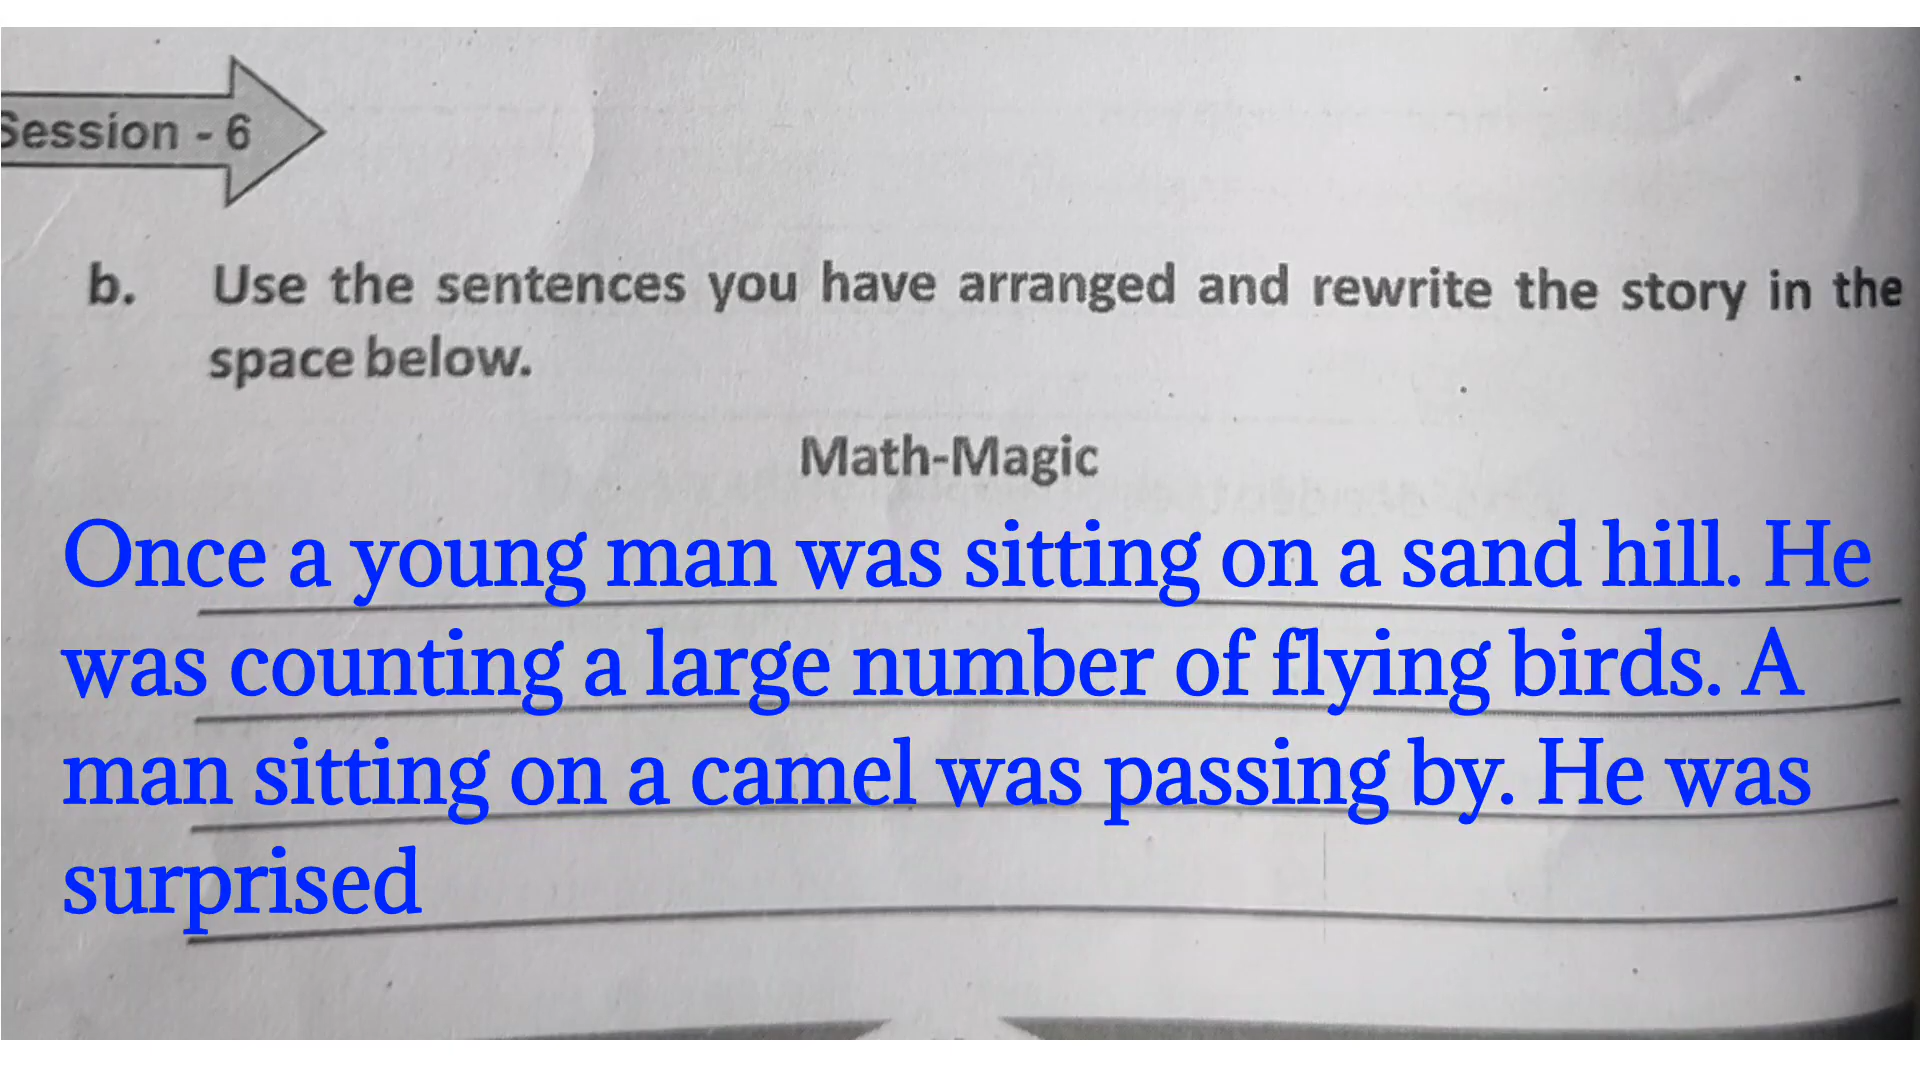 Session - 6
b. Use the sentences you have arranged and rewrite the story in the
space below.
Math-Magic
Once a young man was sitting on a sand hill. He
was counting a large number of flying birds. A
man sitting on a camel was passing by. He was
surprised